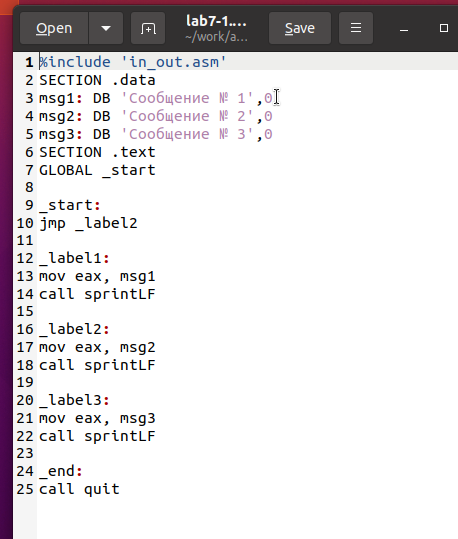 Open
lab7-1....
~/work/a...
Save
1 %include 'in_out.asm'
2 SECTION .data
3 msg1: DB 'Сообщение № 1',0
4 msg2: DB 'Сообщение № 2',0
5 msg3: DB 'Сообщение № 3',0
6 SECTION .text
7 GLOBAL _start
8
9 _start:
10 jmp _label2
11
12 _label1:
13 mov eax, msg1
14 call sprintLF
15
16 _label2:
17 mov eax, msg2
18 call sprintLF
19
20 _label3:
21 mov eax, msg3
22 call sprintLF
23
24 _end:
25 call quit